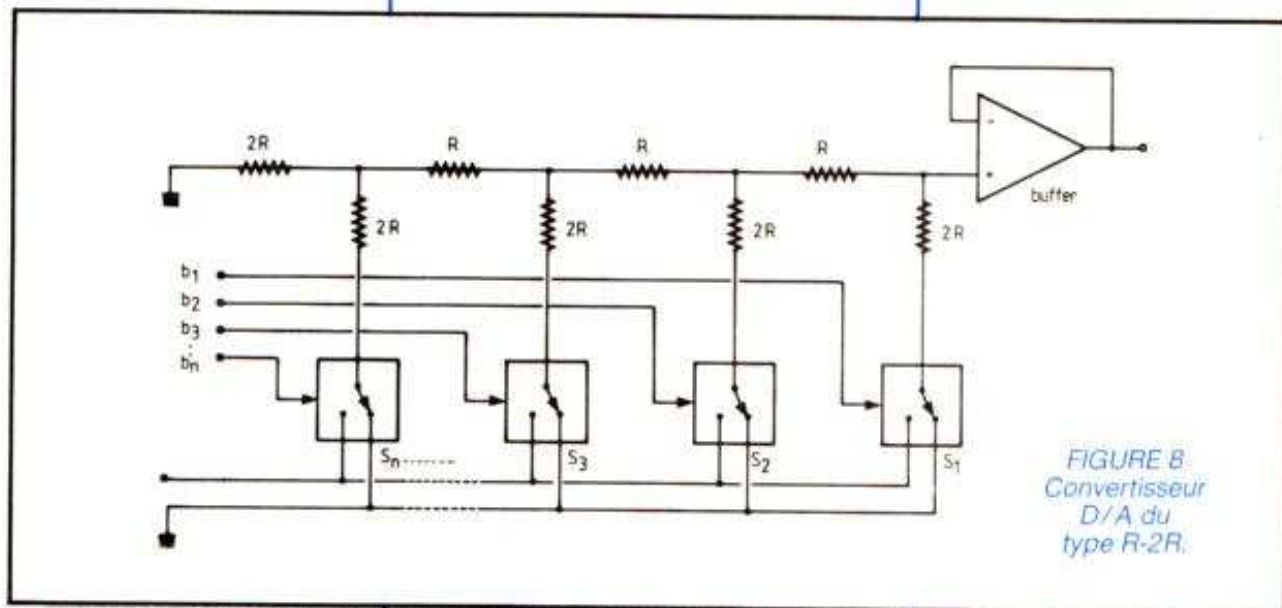 2R
R
R
R
-
+
buffer
2R
2R
2R
2R
b1
b2
b3
bn
Sn
S3
S2
S1
FIGURE 8
Convertisseur
D/A du
type R-2R.